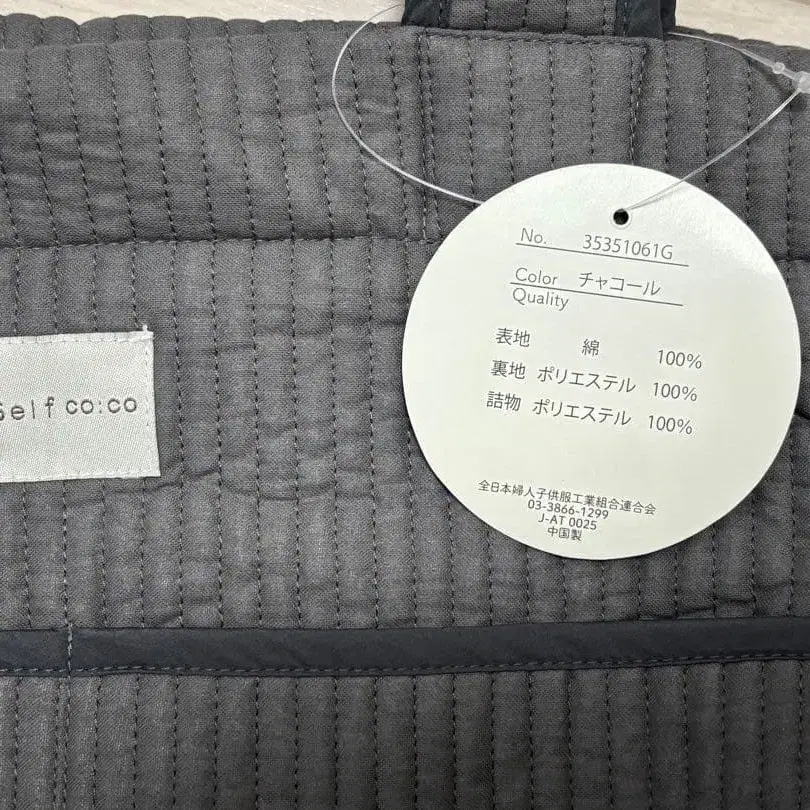 No. 35351061G
Color チャコール
Quality
表地 綿 100%
裏地 ポリエステル 100%
詰物 ポリエステル 100%
全日本婦人子供服工業組合連合会
03-3866-1299
J-AT 0025
中国製
Self co:co